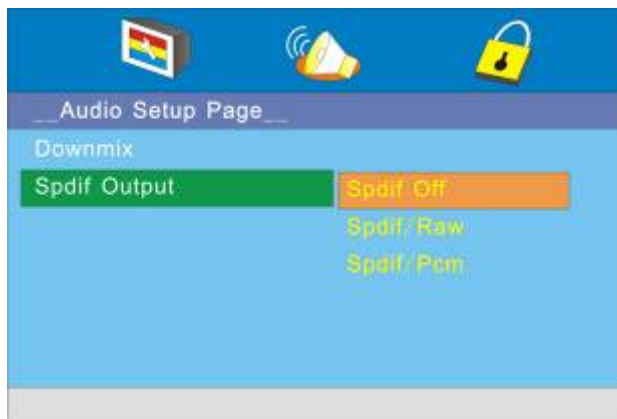 __Audio Setup Page__
Downmix
Spdif Output
Spdif Off
Spdif/Raw
Spdif/Pcm